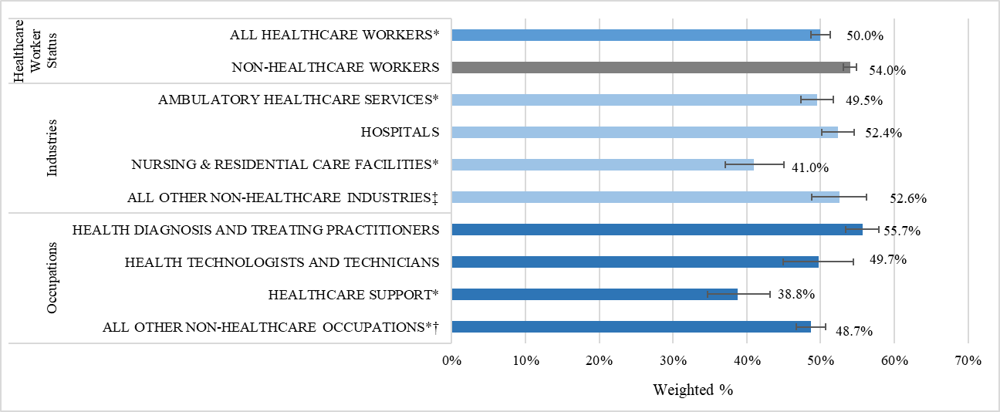 Healthcare
Worker
Status
ALL HEALTHCARE WORKERS*
50.0%
NON-HEALTHCARE WORKERS
54.0%
Industries
AMBULATORY HEALTHCARE SERVICES*
49.5%
HOSPITALS
52.4%
NURSING & RESIDENTIAL CARE FACILITIES*
41.0%
ALL OTHER NON-HEALTHCARE INDUSTRIES‡
52.6%
Occupations
HEALTH DIAGNOSIS AND TREATING PRACTITIONERS
55.7%
HEALTH TECHNOLOGISTS AND TECHNICIANS
49.7%
HEALTHCARE SUPPORT*
38.8%
ALL OTHER NON-HEALTHCARE OCCUPATIONS*†
48.7%
0% 10% 20% 30% 40% 50% 60% 70%
Weighted %